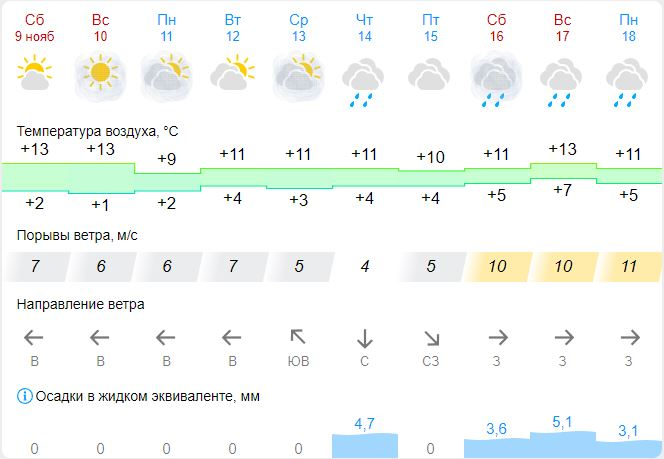 Сб Вс Пн Вт Ср Чт Пт Сб Вс Пн
9 нояб 10 11 12 13 14 15 16 17 18
Температура воздуха, °C
+13 +13 +9 +11 +11 +11 +10 +11 +13 +11
+2 +1 +2 +4 +3 +4 +4 +5 +7 +5
Порывы ветра, м/с
7 6 6 7 5 4 5 10 10 11
Направление ветра
В В В В ЮВ С СЗ З З З
Осадки в жидком эквиваленте, мм
0 0 0 0 0 4,7 0 3,6 5,1 3,1